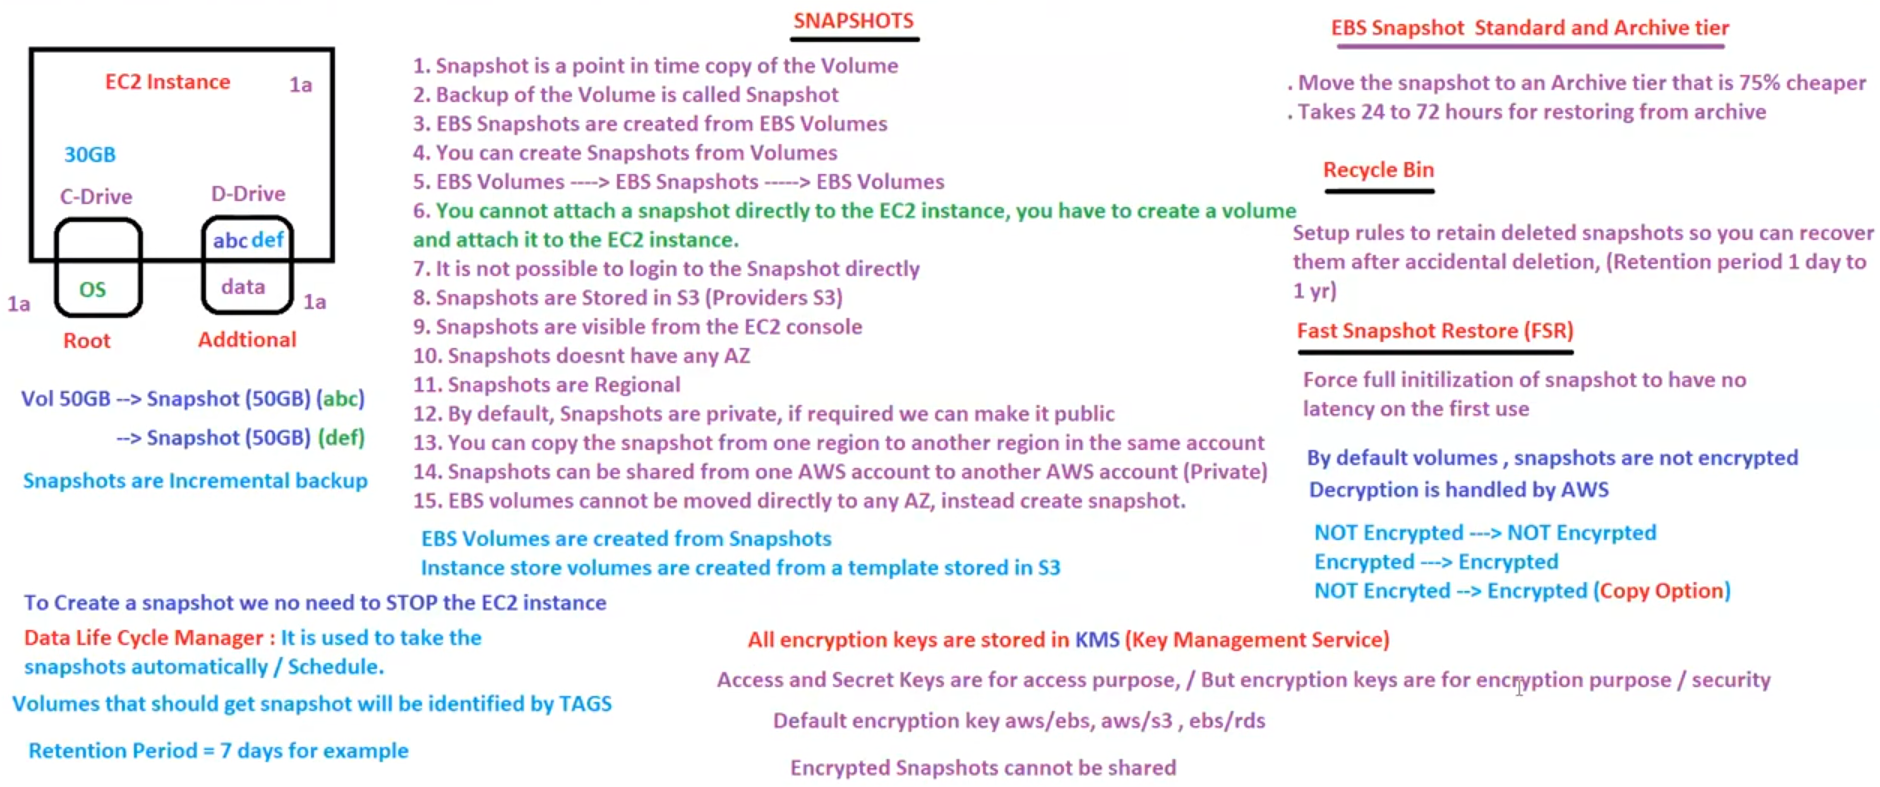 EC2 Instance
1a
30GB
C-Drive
D-Drive
abc def
OS
data
1a
1a
Root
Addtional
Vol 50GB --> Snapshot (50GB) (abc)
--> Snapshot (50GB) (def)
Snapshots are Incremental backup
SNAPSHOTS
1. Snapshot is a point in time copy of the Volume
2. Backup of the Volume is called Snapshot
3. EBS Snapshots are created from EBS Volumes
4. You can create Snapshots from Volumes
5. EBS Volumes ----> EBS Snapshots -----> EBS Volumes
6. You cannot attach a snapshot directly to the EC2 instance, you have to create a volume
and attach it to the EC2 instance.
7. It is not possible to login to the Snapshot directly
8. Snapshots are Stored in S3 (Providers S3)
9. Snapshots are visible from the EC2 console
10. Snapshots doesnt have any AZ
11. Snapshots are Regional
12. By default, Snapshots are private, if required we can make it public
13. You can copy the snapshot from one region to another region in the same account
14. Snapshots can be shared from one AWS account to another AWS account (Private)
15. EBS volumes cannot be moved directly to any AZ, instead create snapshot.
EBS Volumes are created from Snapshots
Instance store volumes are created from a template stored in S3
EBS Snapshot Standard and Archive tier
. Move the snapshot to an Archive tier that is 75% cheaper
. Takes 24 to 72 hours for restoring from archive
Recycle Bin
Setup rules to retain deleted snapshots so you can recover
them after accidental deletion, (Retention period 1 day to
1 yr)
Fast Snapshot Restore (FSR)
Force full initilization of snapshot to have no
latency on the first use
By default volumes , snapshots are not encrypted
Decryption is handled by AWS
NOT Encrypted ---> NOT Encyrpted
Encrypted ---> Encrypted
NOT Encryted --> Encrypted (Copy Option)
To Create a snapshot we no need to STOP the EC2 instance
Data Life Cycle Manager : It is used to take the
snapshots automatically / Schedule.
Volumes that should get snapshot will be identified by TAGS
Retention Period = 7 days for example
All encryption keys are stored in KMS (Key Management Service)
Access and Secret Keys are for access purpose, / But encryption keys are for encryption purpose / security
Default encryption key aws/ebs, aws/s3 , ebs/rds
Encrypted Snapshots cannot be shared